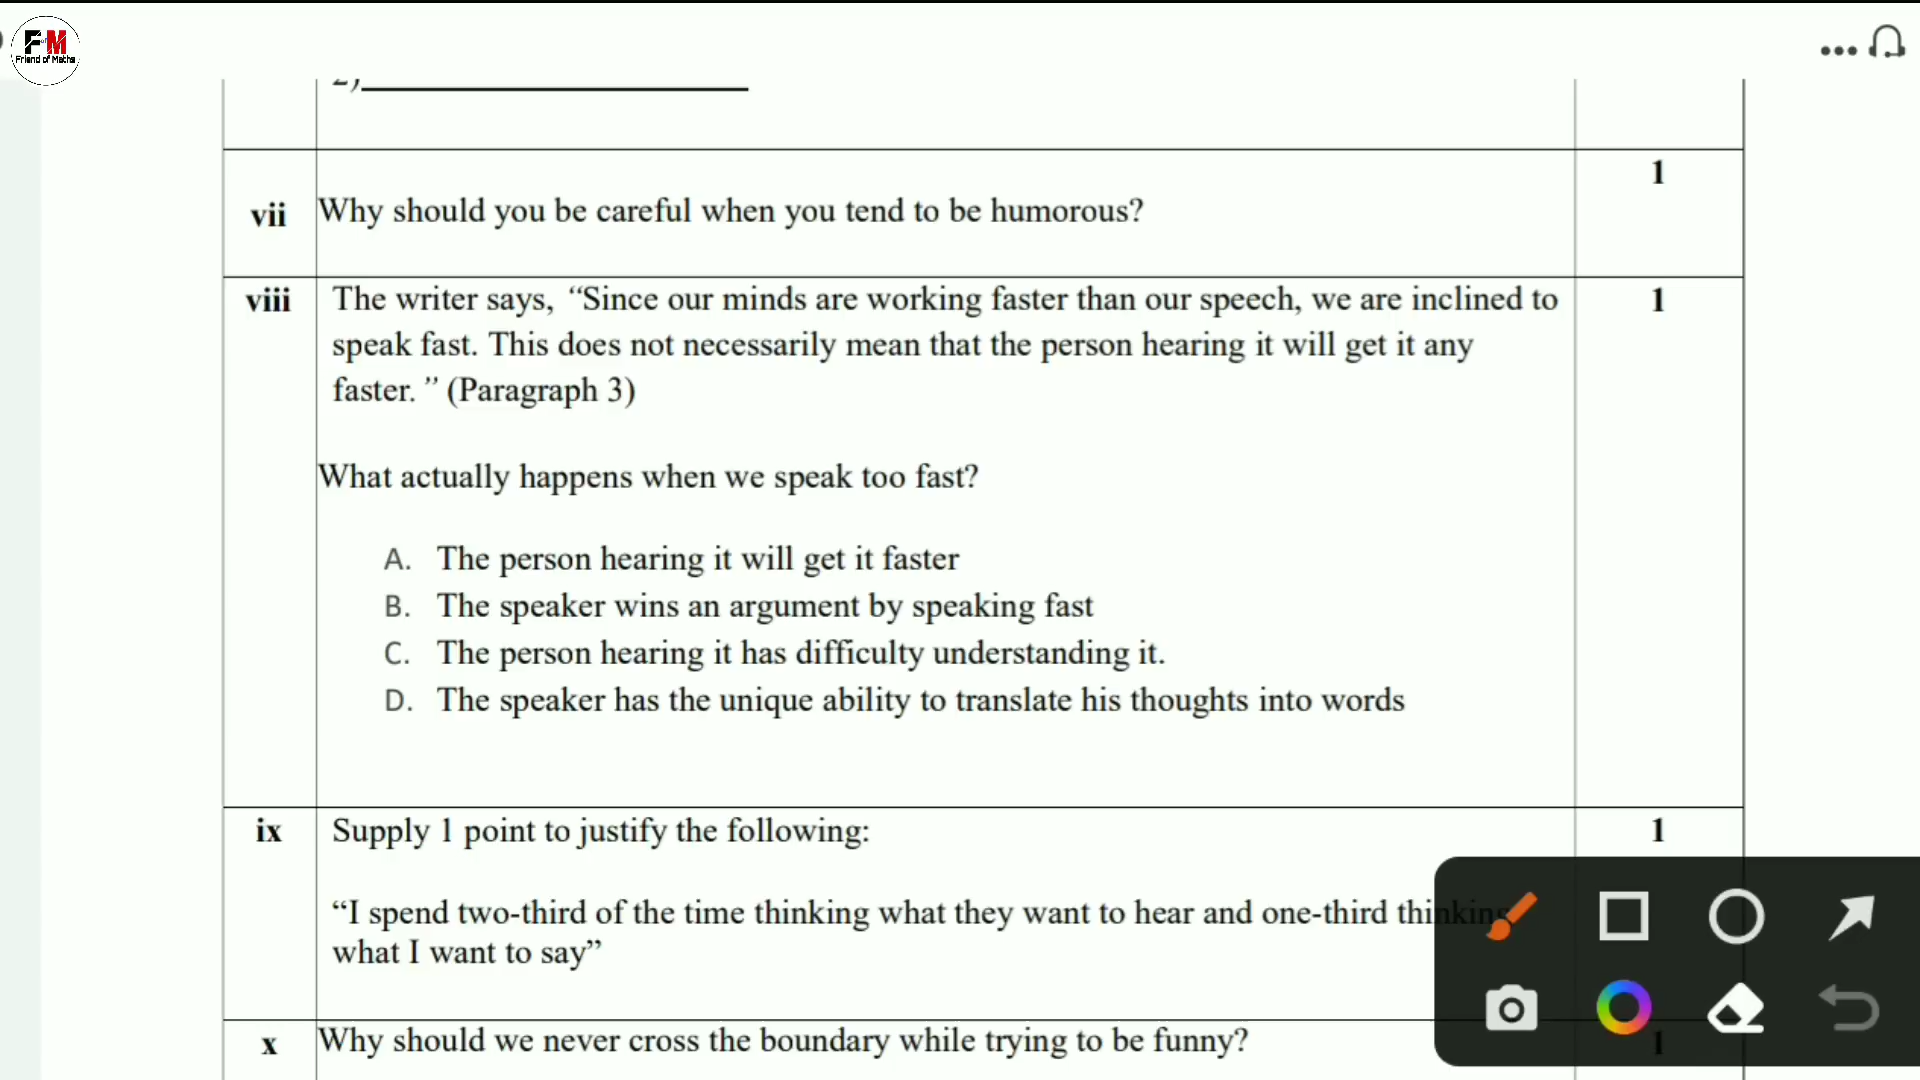 FM
Friend of Maths
2)
1
vii Why should you be careful when you tend to be humorous?
viii The writer says, “Since our minds are working faster than our speech, we are inclined to 1
speak fast. This does not necessarily mean that the person hearing it will get it any
faster. ” (Paragraph 3)
What actually happens when we speak too fast?
A. The person hearing it will get it faster
B. The speaker wins an argument by speaking fast
C. The person hearing it has difficulty understanding it.
D. The speaker has the unique ability to translate his thoughts into words
ix Supply 1 point to justify the following: 1
“I spend two-third of the time thinking what they want to hear and one-third thinking
what I want to say”
x Why should we never cross the boundary while trying to be funny? 1